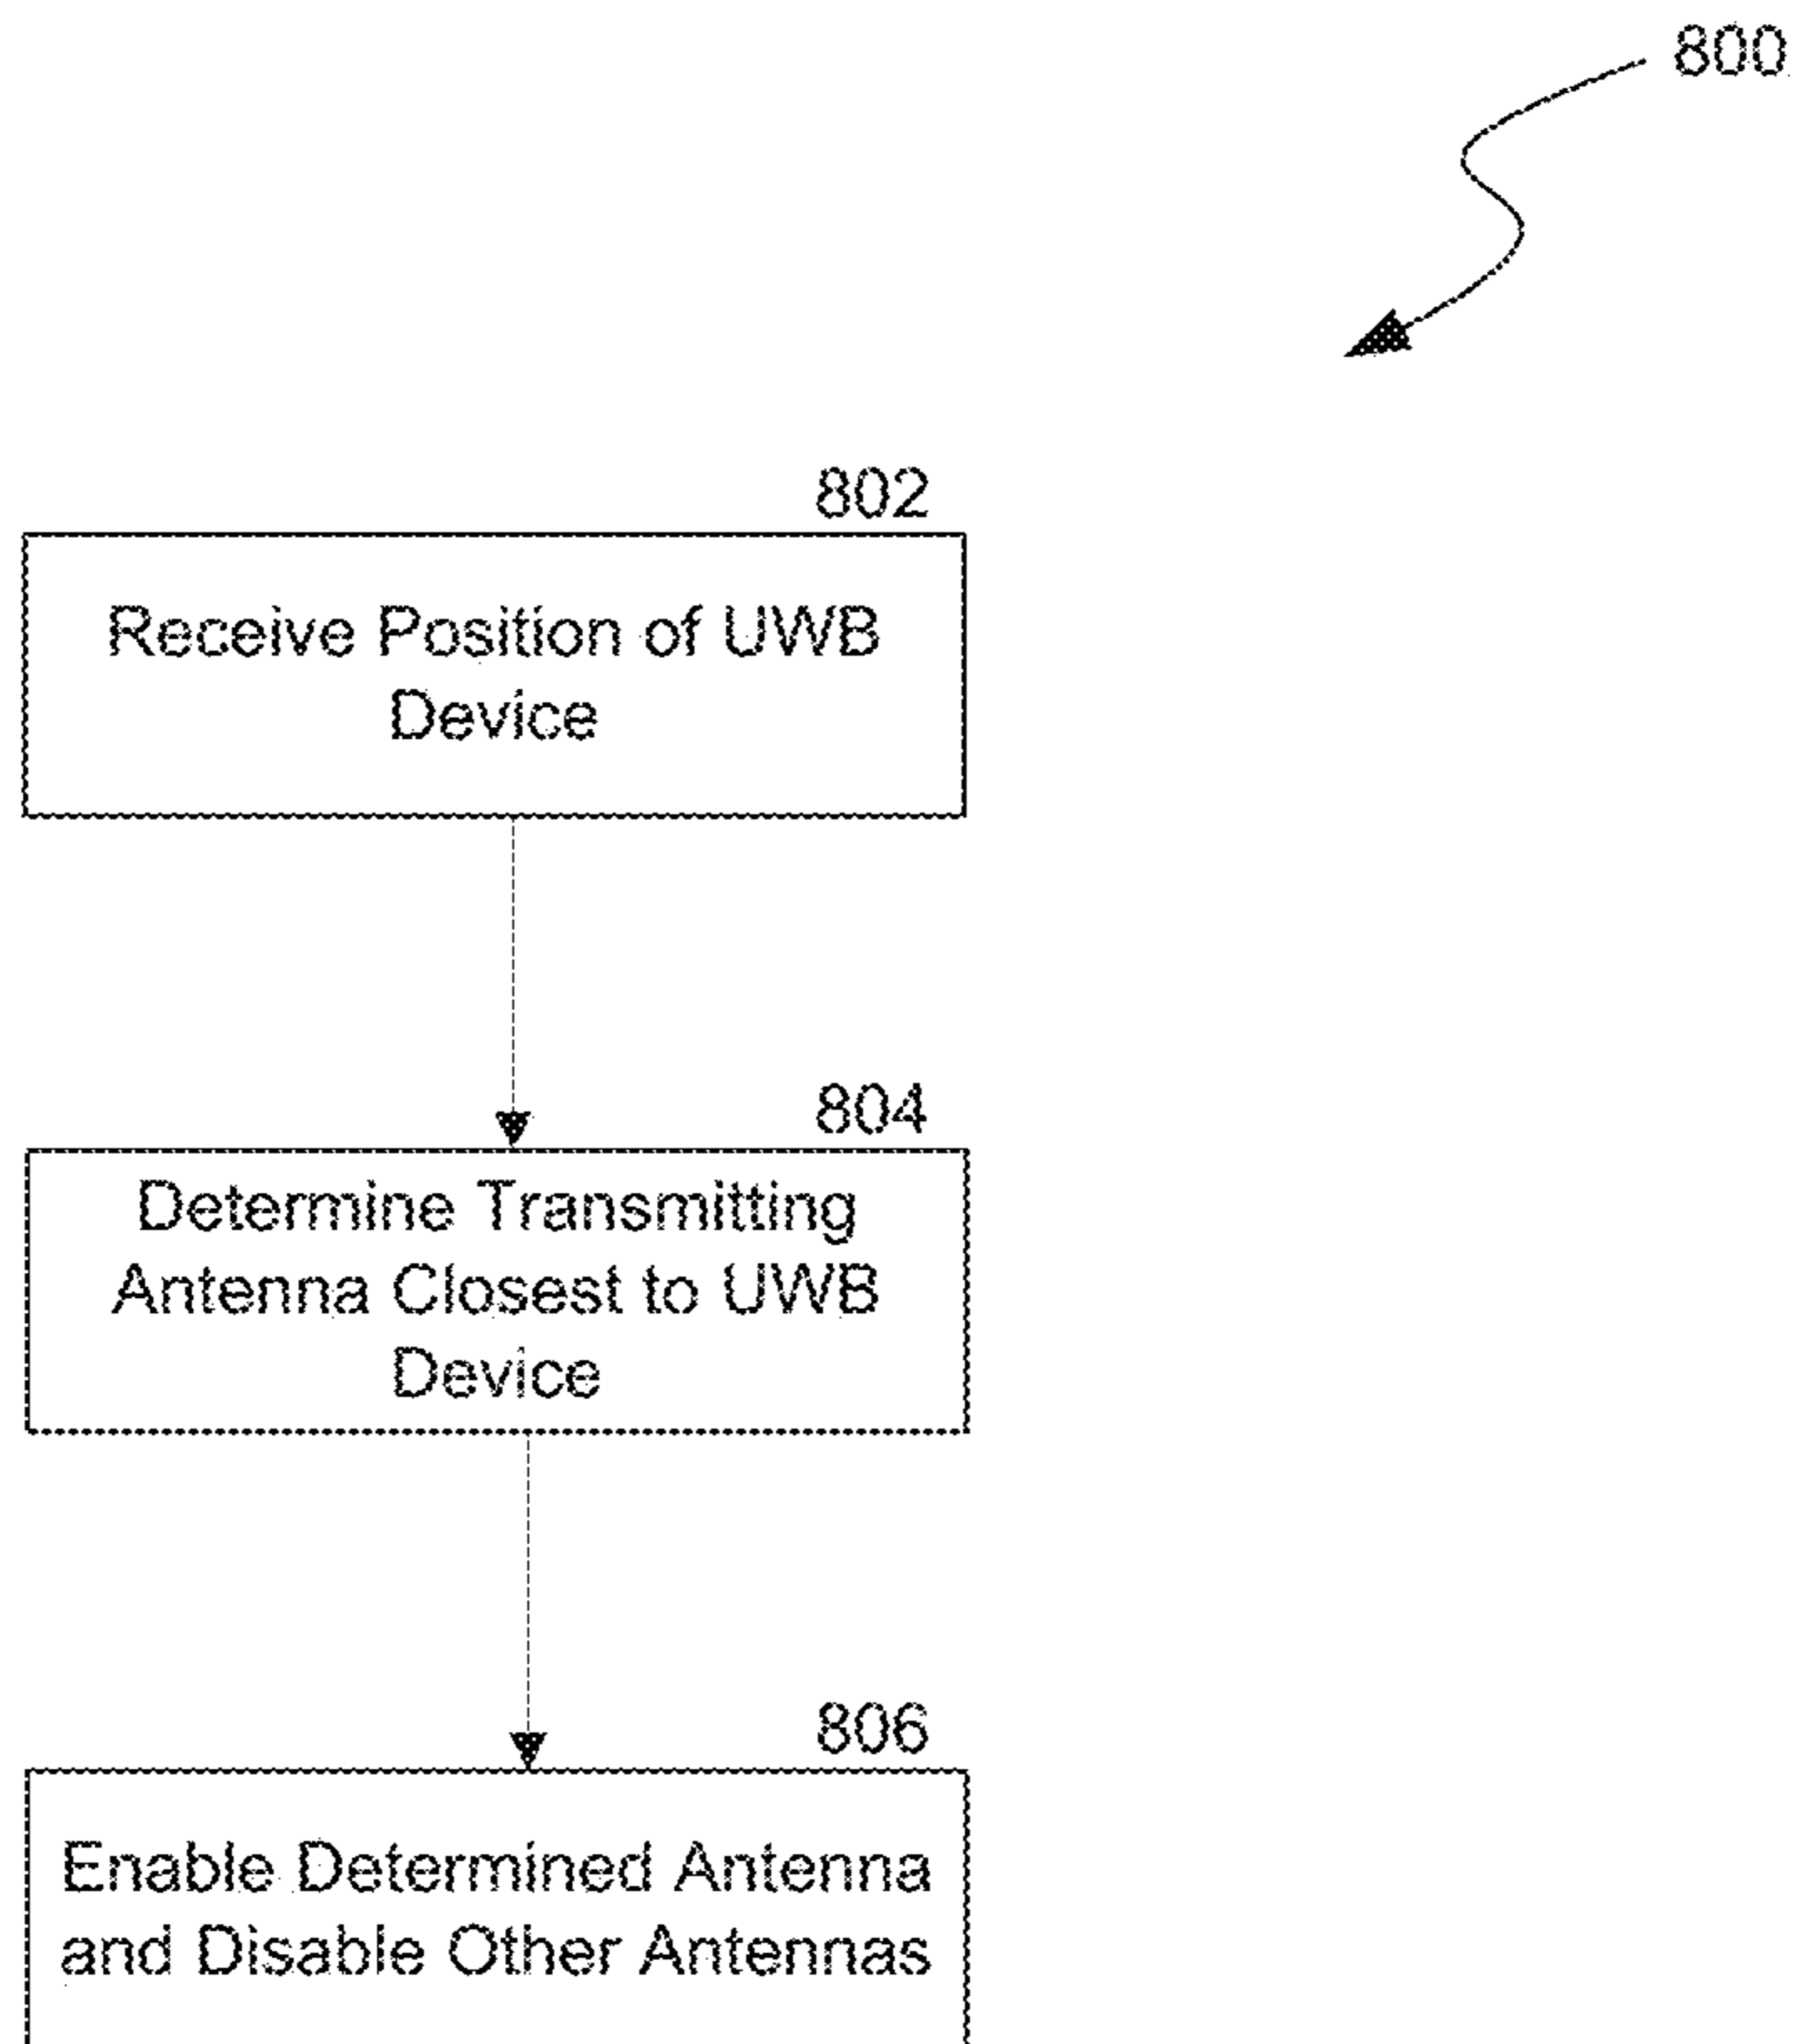 800
802
Receive Position of UWB
Device
804
Determine Transmitting
Antenna Closest to UWB
Device
806
Enable Determined Antenna
and Disable Other Antennas